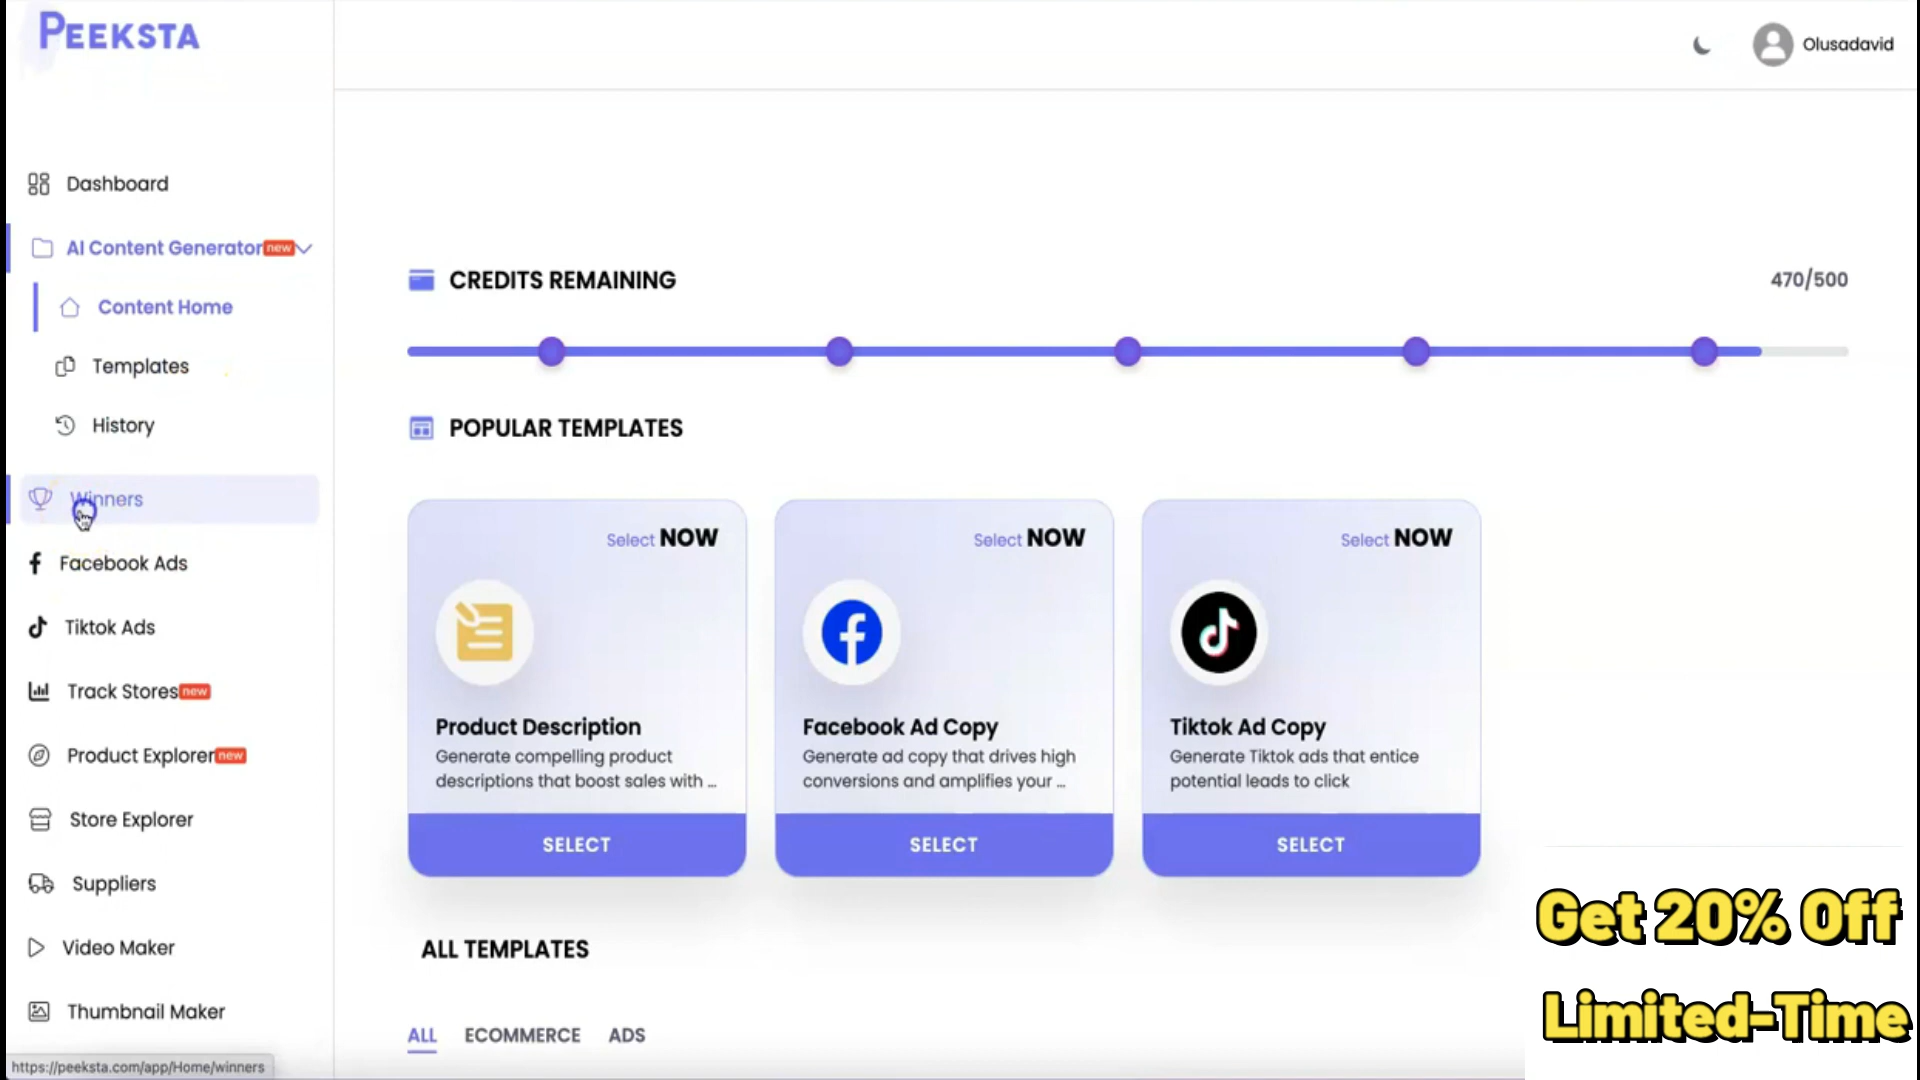 PEEKSTA
Olusadavid
Dashboard
AI Content Generator new
Content Home
Templates
History
Winners
Facebook Ads
Tiktok Ads
Track Stores new
Product Explorer new
Store Explorer
Suppliers
Video Maker
Thumbnail Maker
https://peeksta.com/app/Home/winners
CREDITS REMAINING
470/500
POPULAR TEMPLATES
Select NOW
Product Description
Generate compelling product
descriptions that boost sales with ...
SELECT
Select NOW
Facebook Ad Copy
Generate ad copy that drives high
conversions and amplifies your ...
SELECT
Select NOW
Tiktok Ad Copy
Generate Tiktok ads that entice
potential leads to click
SELECT
ALL TEMPLATES
ALL ECOMMERCE ADS
Get 20% Off
Limited-Time